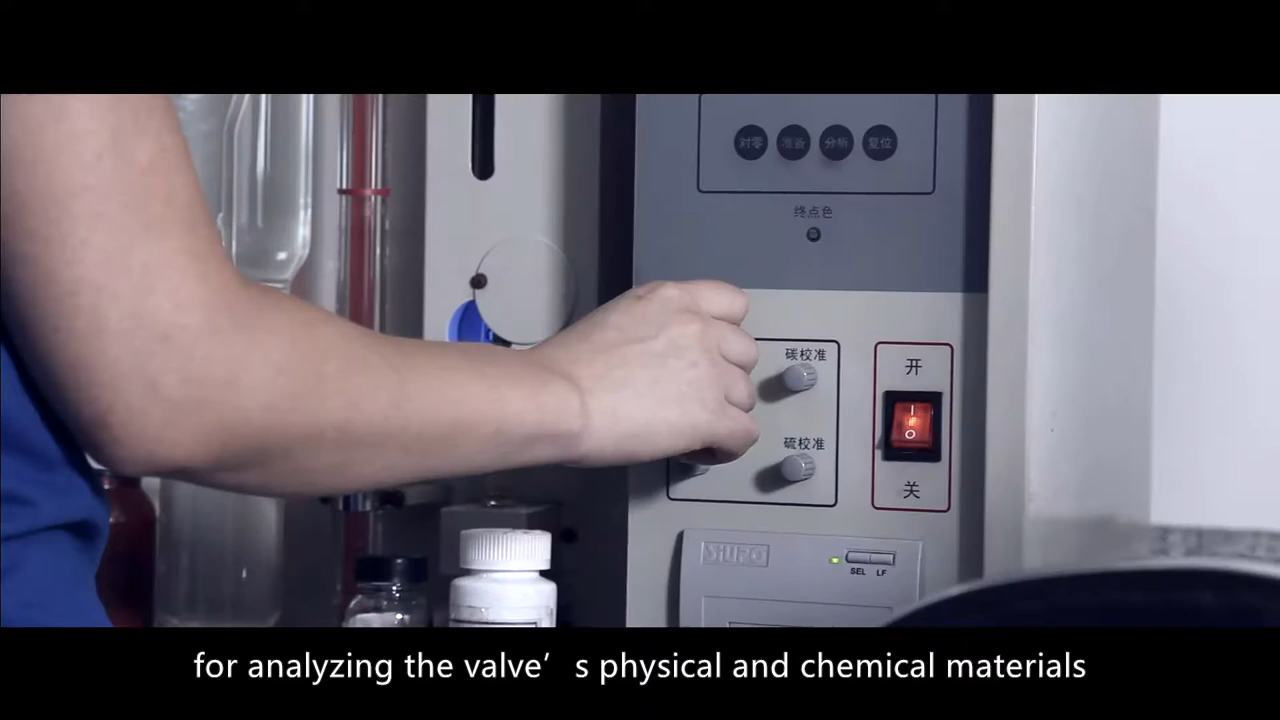 对零 准备 分析 复位
终点色
碳校准
开
硫校准
关
SEL LF
for analyzing the valve’s physical and chemical materials